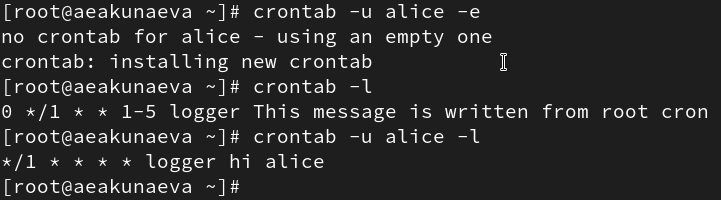 [root@aeakunaeva ~]# crontab -u alice -e
no crontab for alice - using an empty one
crontab: installing new crontab
[root@aeakunaeva ~]# crontab -l
0 */1 * * 1-5 logger This message is written from root cron
[root@aeakunaeva ~]# crontab -u alice -l
*/1 * * * * logger hi alice
[root@aeakunaeva ~]#